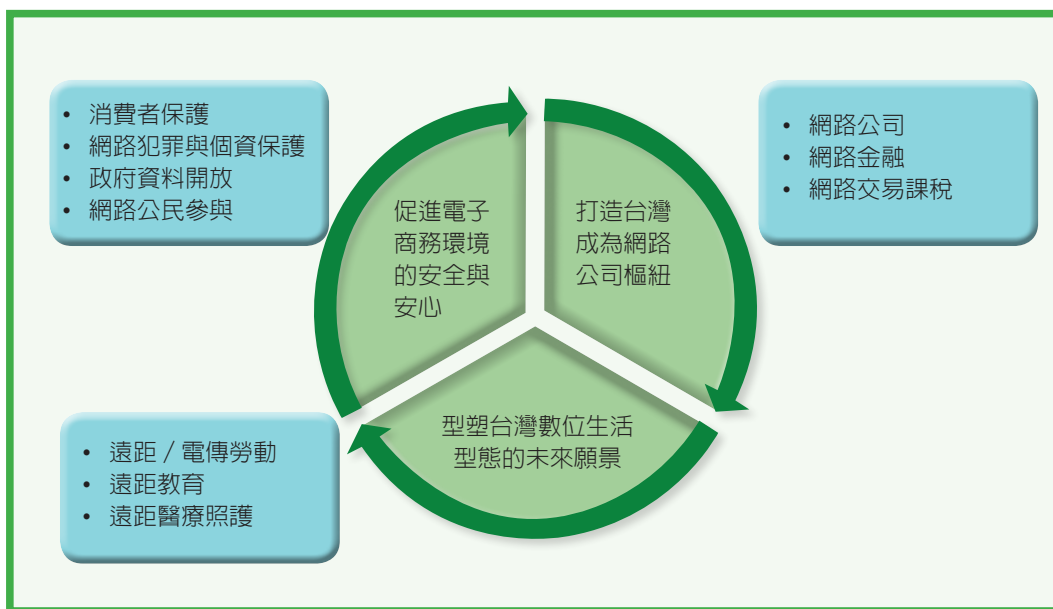 • 消費者保護
• 網路犯罪與個資保護
• 政府資料開放
• 網路公民參與
促進電子
商務環境
的安全與
安心
打造台灣
成為網路
公司樞紐
• 網路公司
• 網路金融
• 網路交易課稅
型塑台灣數位生活
型態的未來願景
• 遠距／電傳勞動
• 遠距教育
• 遠距醫療照護